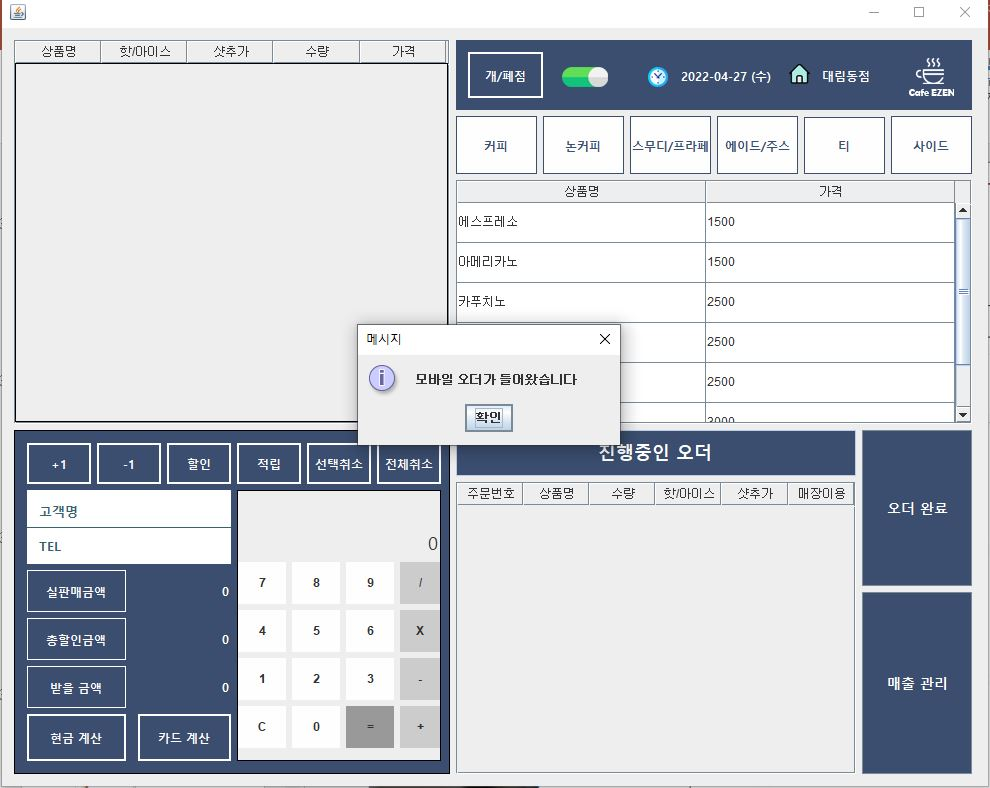 상품명 핫/아이스 샷추가 수량 가격
개/폐점 2022-04-27 (수) 대림동점
Cafe EZEN
커피 논커피 스무디/프라페 에이드/주스 티 사이드
상품명 가격
에스프레소 1500
아메리카노 1500
카푸치노 2500
2500
2500
메시지
모바일 오더가 들어왔습니다
확인
+1 -1 할인 적립 선택취소 전체취소
고객명
TEL
실판매금액 0
총할인금액 0
받을 금액 0
현금 계산 카드 계산
0
7 8 9 /
4 5 6 X
1 2 3 -
C 0 = +
진행중인 오더
주문번호 상품명 수량 핫/아이스 샷추가 매장이용
오더 완료
매출 관리